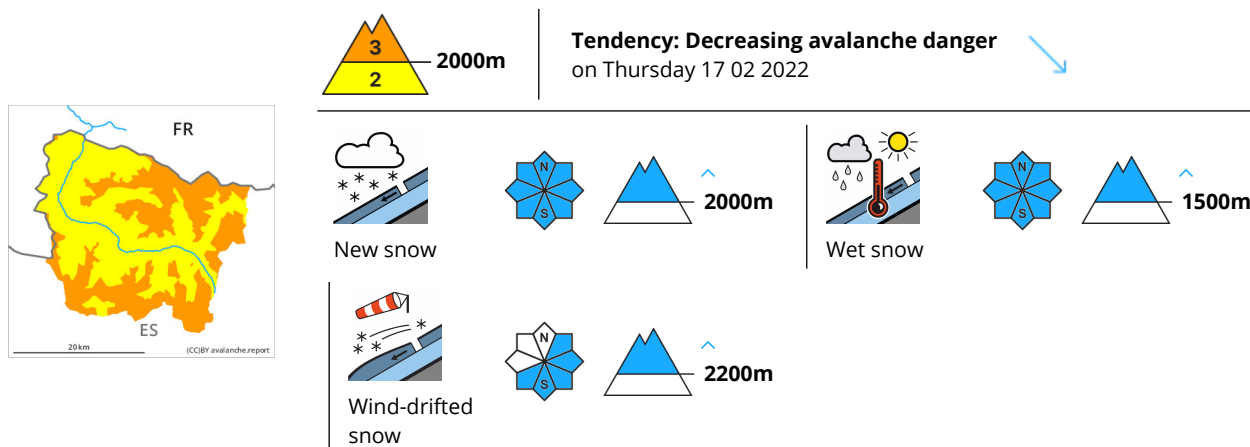 3
2
2000m
Tendency: Decreasing avalanche danger
on Thursday 17 02 2022
FR
ES
20 km
(CC)BY avalanche.report
N
S
2000m
New snow
N
S
1500m
Wet snow
N
S
2200m
Wind-drifted
snow